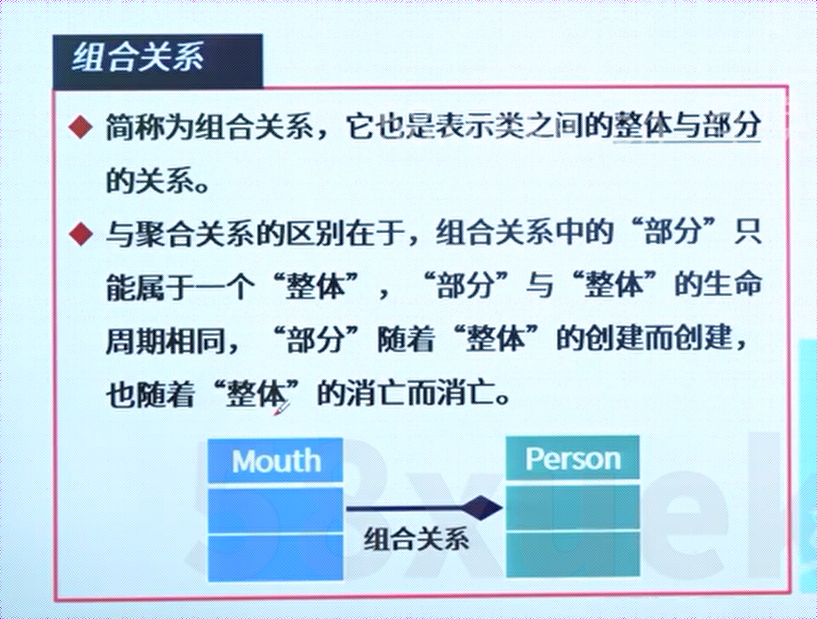 组合关系
简称为组合关系，它也是表示类之间的整体与部分
的关系。
与聚合关系的区别在于，组合关系中的“部分”只
能属于一个“整体”，“部分”与“整体”的生命
周期相同，“部分”随着“整体”的创建而创建，
也随着“整体”的消亡而消亡。
Mouth
Person
组合关系